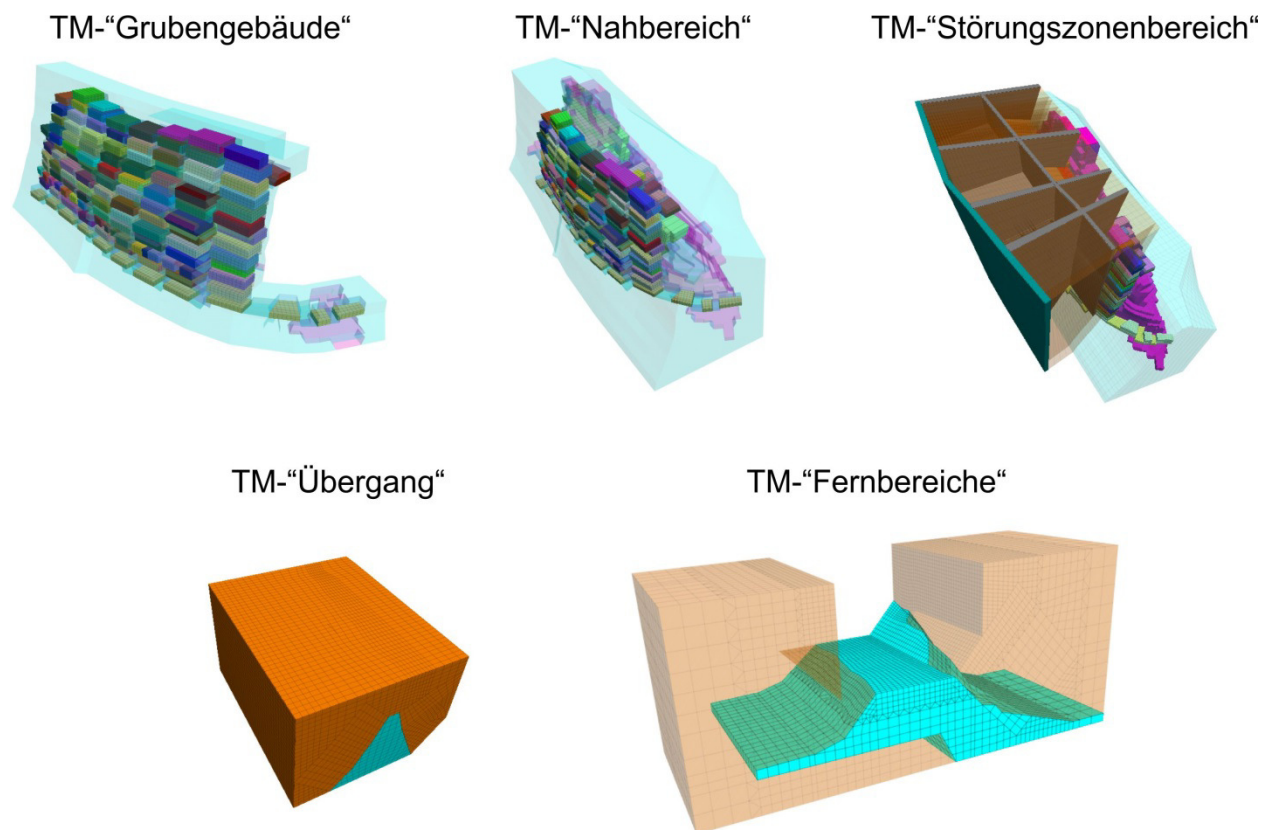 TM-“Grubengebäude“
TM-“Nahbereich“
TM-“Störungszonenbereich“
TM-“Übergang“
TM-“Fernbereiche“